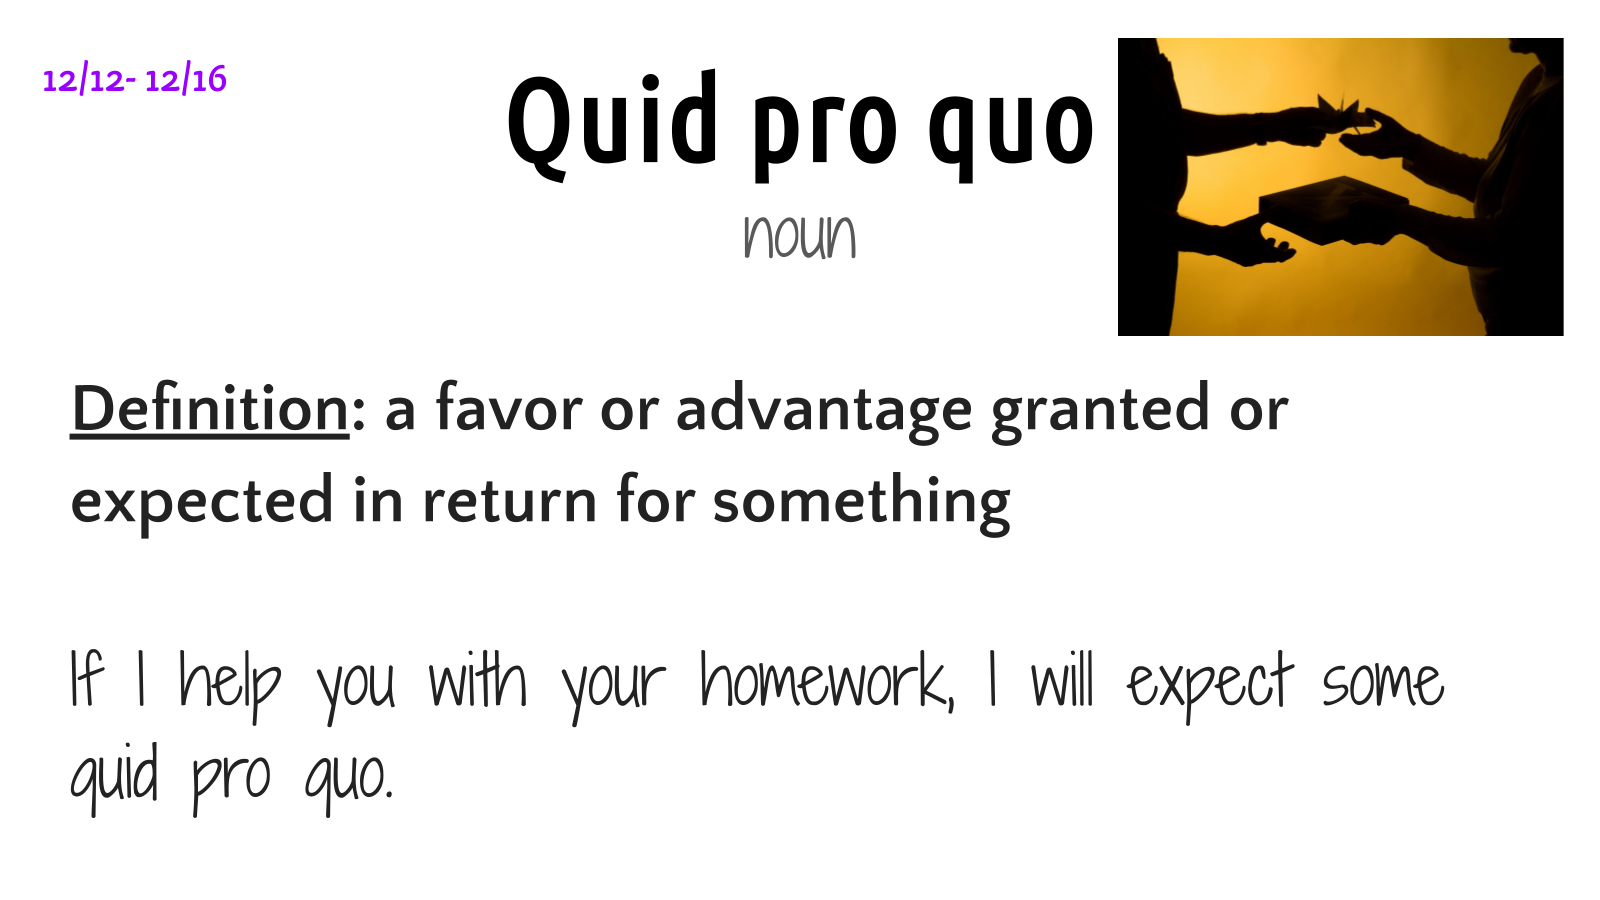 12/12- 12/16
Quid pro quo
noun
Definition: a favor or advantage granted or
expected in return for something
If I help you with your homework, I will expect some
quid pro quo.